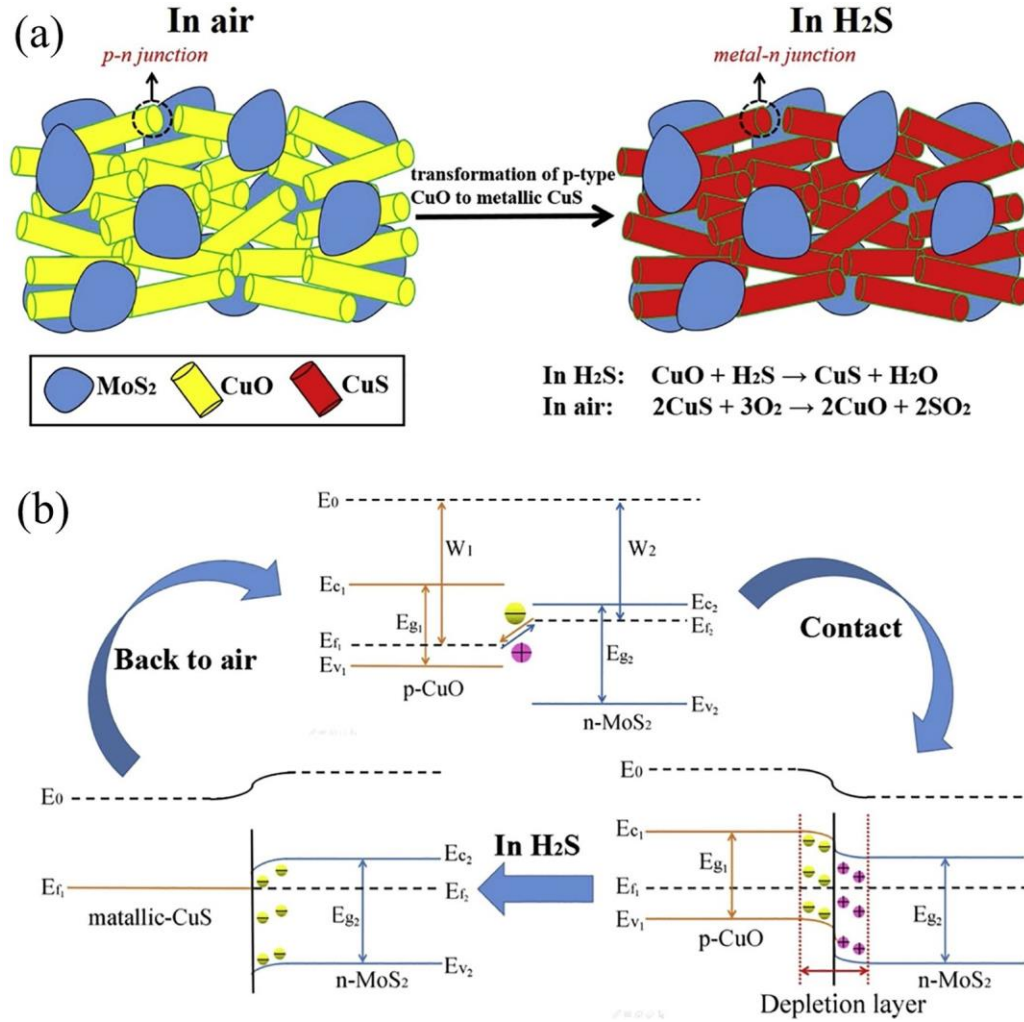 (a)
In air
In H₂S
p-n junction
metal-n junction
transformation of p-type
CuO to metallic CuS
MoS₂
CuO
CuS
In H₂S: CuO + H₂S → CuS + H₂O
In air: 2CuS + 3O₂ → 2CuO + 2SO₂
(b)
E₀
W₁
W₂
Ec₁
Ec₂
Eg₁
Ef₁
Ef₂
Eg₂
Ev₁
p-CuO
Ev₂
n-MoS₂
Back to air
Contact
E₀
Ec₂
Ef₁
Ef₂
matallic-CuS
Eg₂
Ev₂
n-MoS₂
In H₂S
E₀
Ec₁
Eg₁
Ef₁
Eg₂
Ev₁
p-CuO
n-MoS₂
Depletion layer